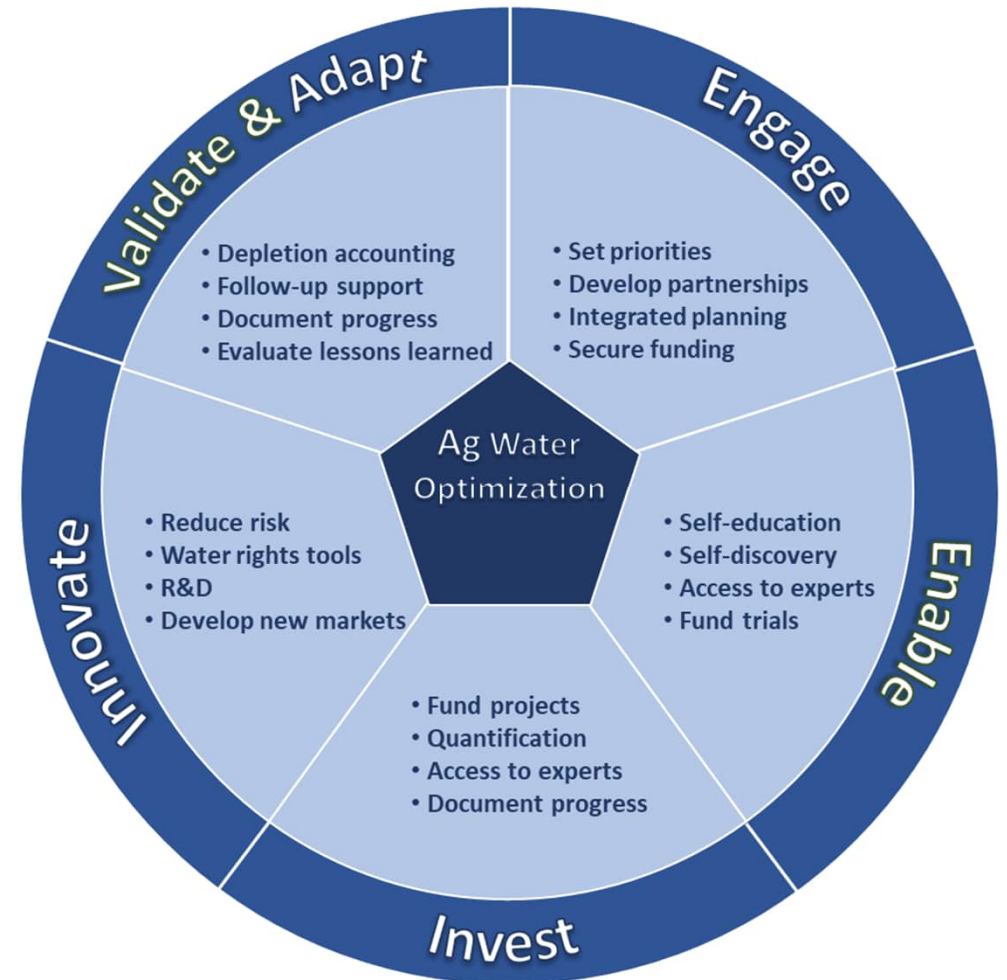 Validate & Adapt
• Depletion accounting
• Follow-up support
• Document progress
• Evaluate lessons learned
Engage
• Set priorities
• Develop partnerships
• Integrated planning
• Secure funding
Ag Water
Optimization
Innovate
• Reduce risk
• Water rights tools
• R&D
• Develop new markets
Enable
• Self-education
• Self-discovery
• Access to experts
• Fund trials
• Fund projects
• Quantification
• Access to experts
• Document progress
Invest